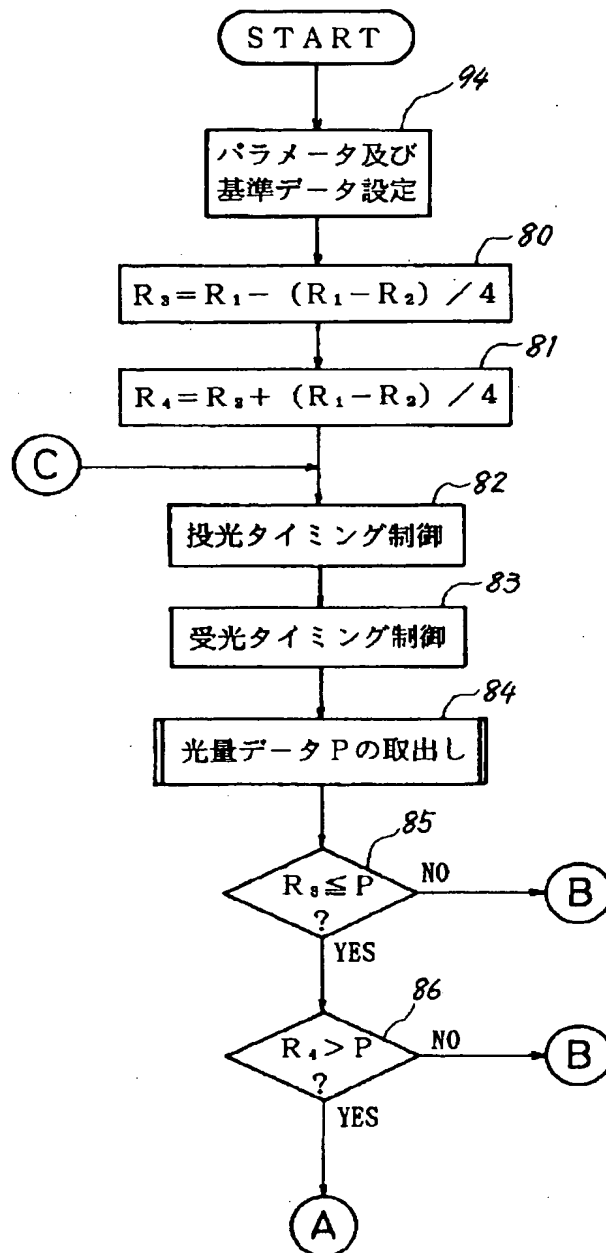 START
94
パラメータ及び
基準データ設定
80
R₃=R₁−(R₁−R₂)／4
81
R₄=R₃+(R₁−R₂)／4
C
82
投光タイミング制御
83
受光タイミング制御
84
光量データPの取出し
85
R₃≦P
?
NO
B
YES
86
R₄>P
?
NO
B
YES
A